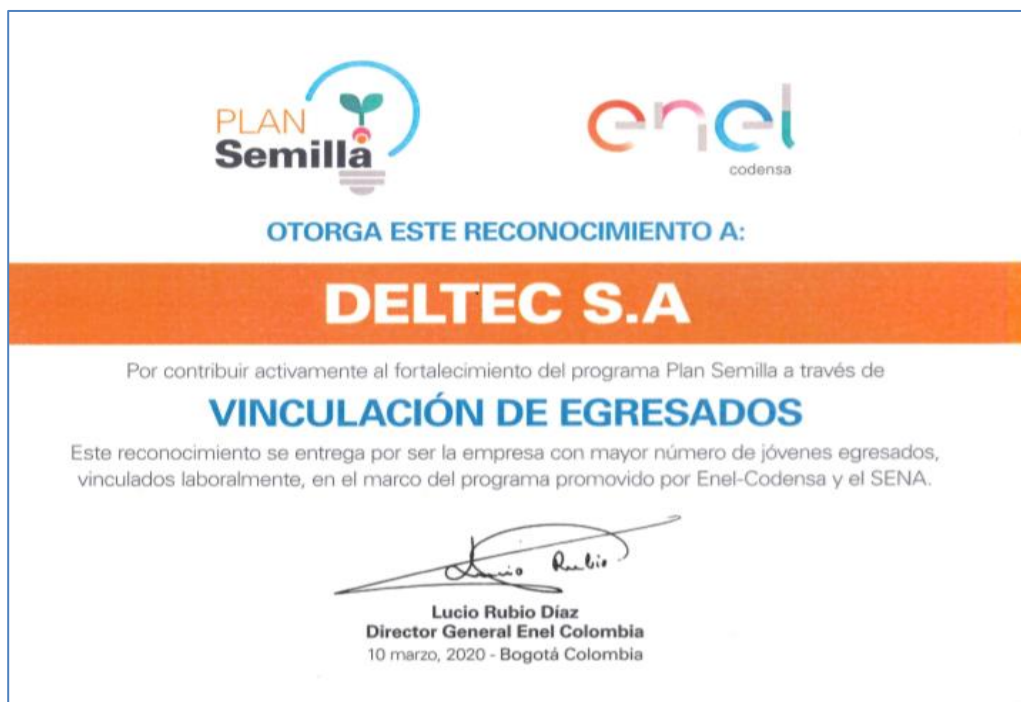 PLAN
Semilla
enel
codensa
OTORGA ESTE RECONOCIMIENTO A:
DELTEC S.A
Por contribuir activamente al fortalecimiento del programa Plan Semilla a través de
VINCULACIÓN DE EGRESADOS
Este reconocimiento se entrega por ser la empresa con mayor número de jóvenes egresados,
vinculados laboralmente, en el marco del programa promovido por Enel-Codensa y el SENA.
Lucio Rubio
Lucio Rubio Díaz
Director General Enel Colombia
10 marzo, 2020 - Bogotá Colombia